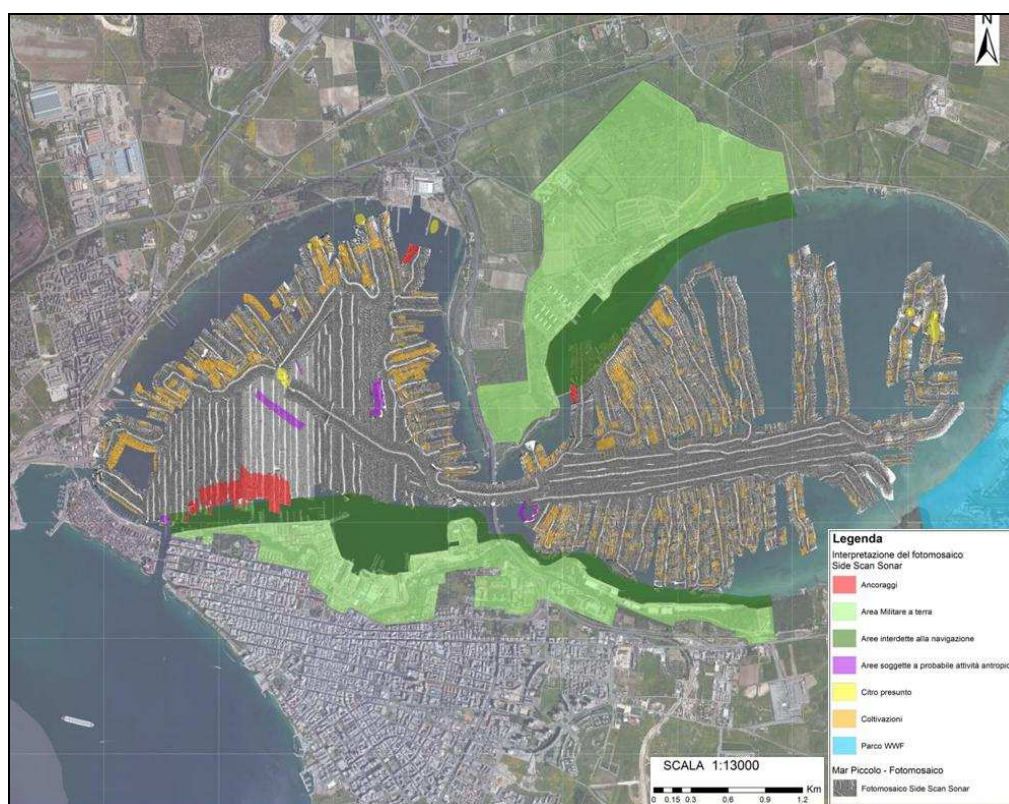 N
Legenda
Interpretazione del fotomosaico
Side Scan Sonar
Ancoraggi
Area Militare a terra
Aree interdette alla navigazione
Aree soggette a probabile attività antropic
Citro presunto
Coltivazioni
Parco WWF
Mar Piccolo - Fotomosaico
Fotomosaico Side Scan Sonar
SCALA 1:13000
Km
0 0.15 0.3 0.6 0.9 1.2